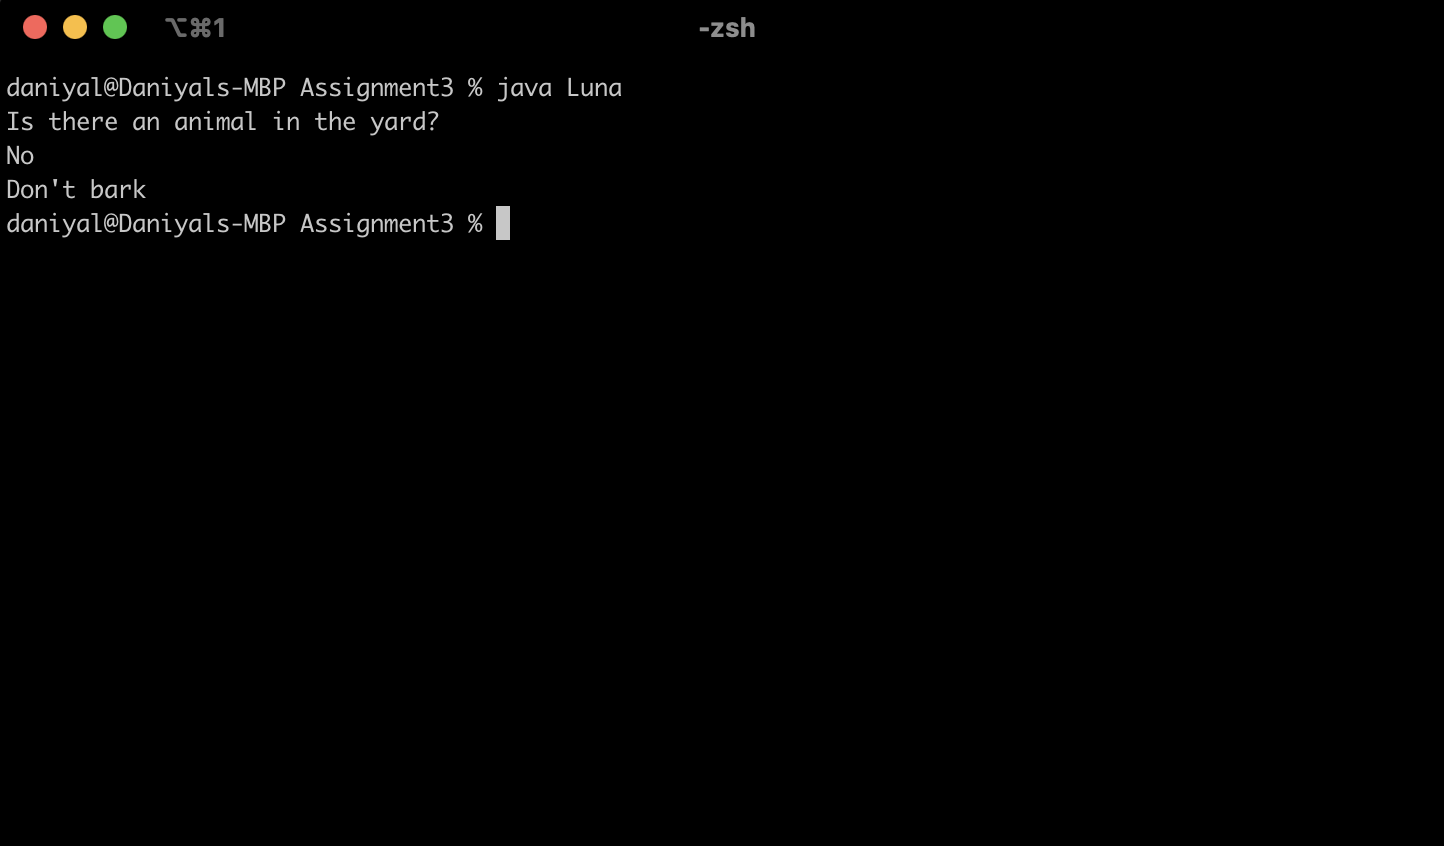 ⌥⌘1
-zsh
daniyal@Daniyals-MBP Assignment3 % java Luna
Is there an animal in the yard?
No
Don't bark
daniyal@Daniyals-MBP Assignment3 %